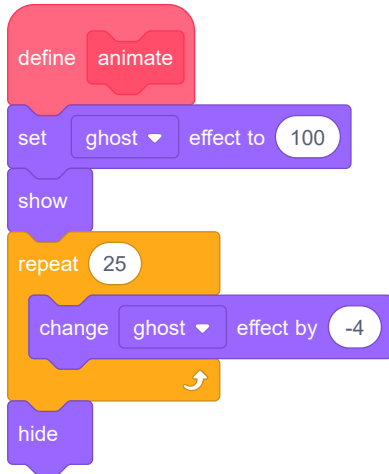 define animate
set ghost effect to 100
show
repeat 25
change ghost effect by -4
hide